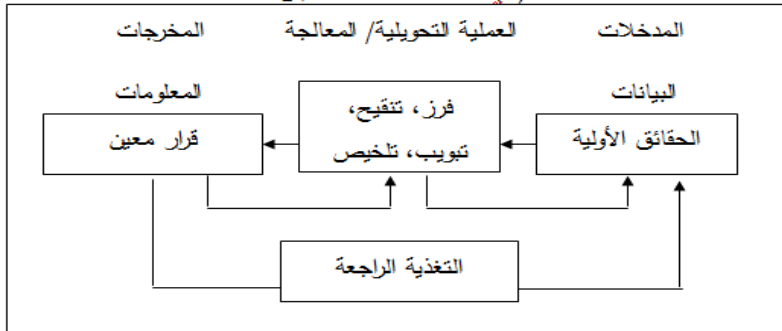 المدخلات العملية التحويلية/ المعالجة المخرجات
البيانات المعلومات
الحقائق الأولية
فرز، تنقيح،
تبويب، تلخيص
قرار معين
التغذية الراجعة